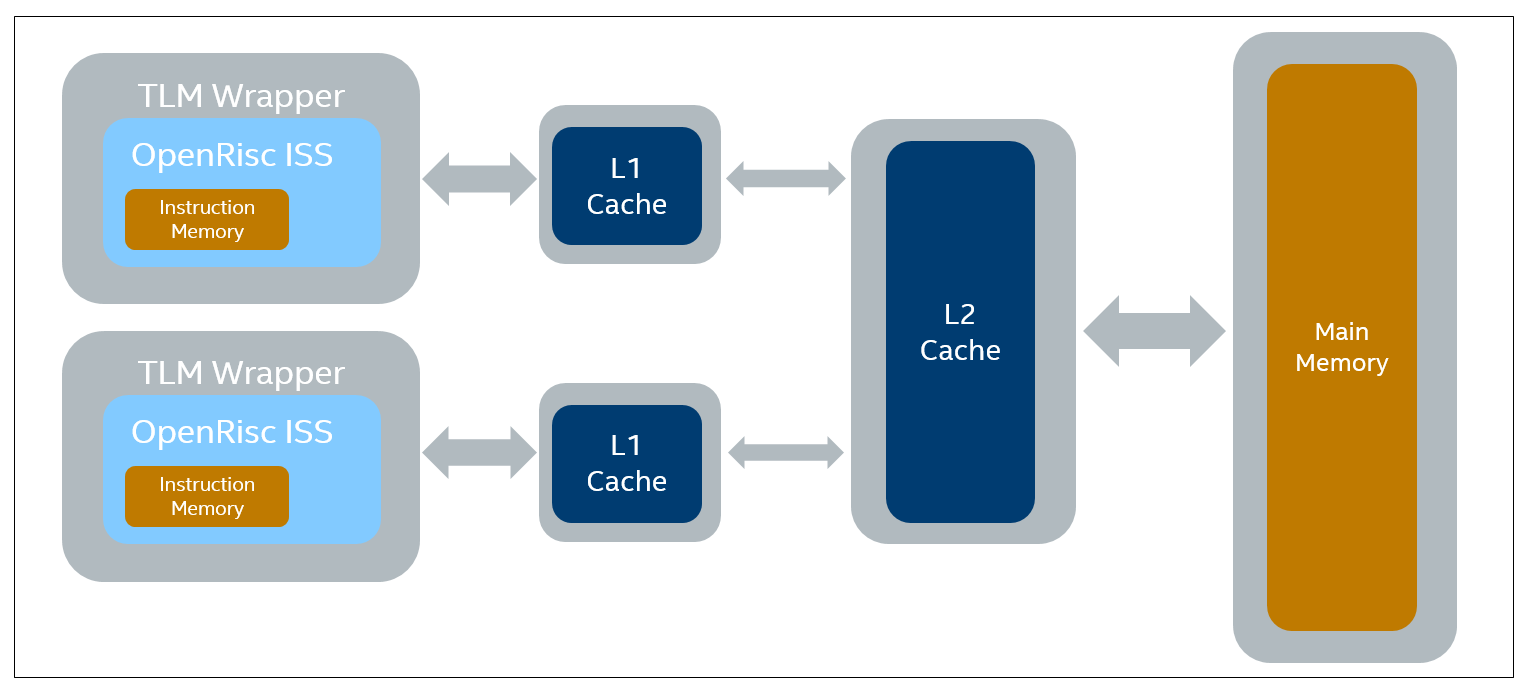 TLM Wrapper
OpenRisc ISS
Instruction
Memory
L1
Cache
TLM Wrapper
OpenRisc ISS
Instruction
Memory
L1
Cache
L2
Cache
Main
Memory